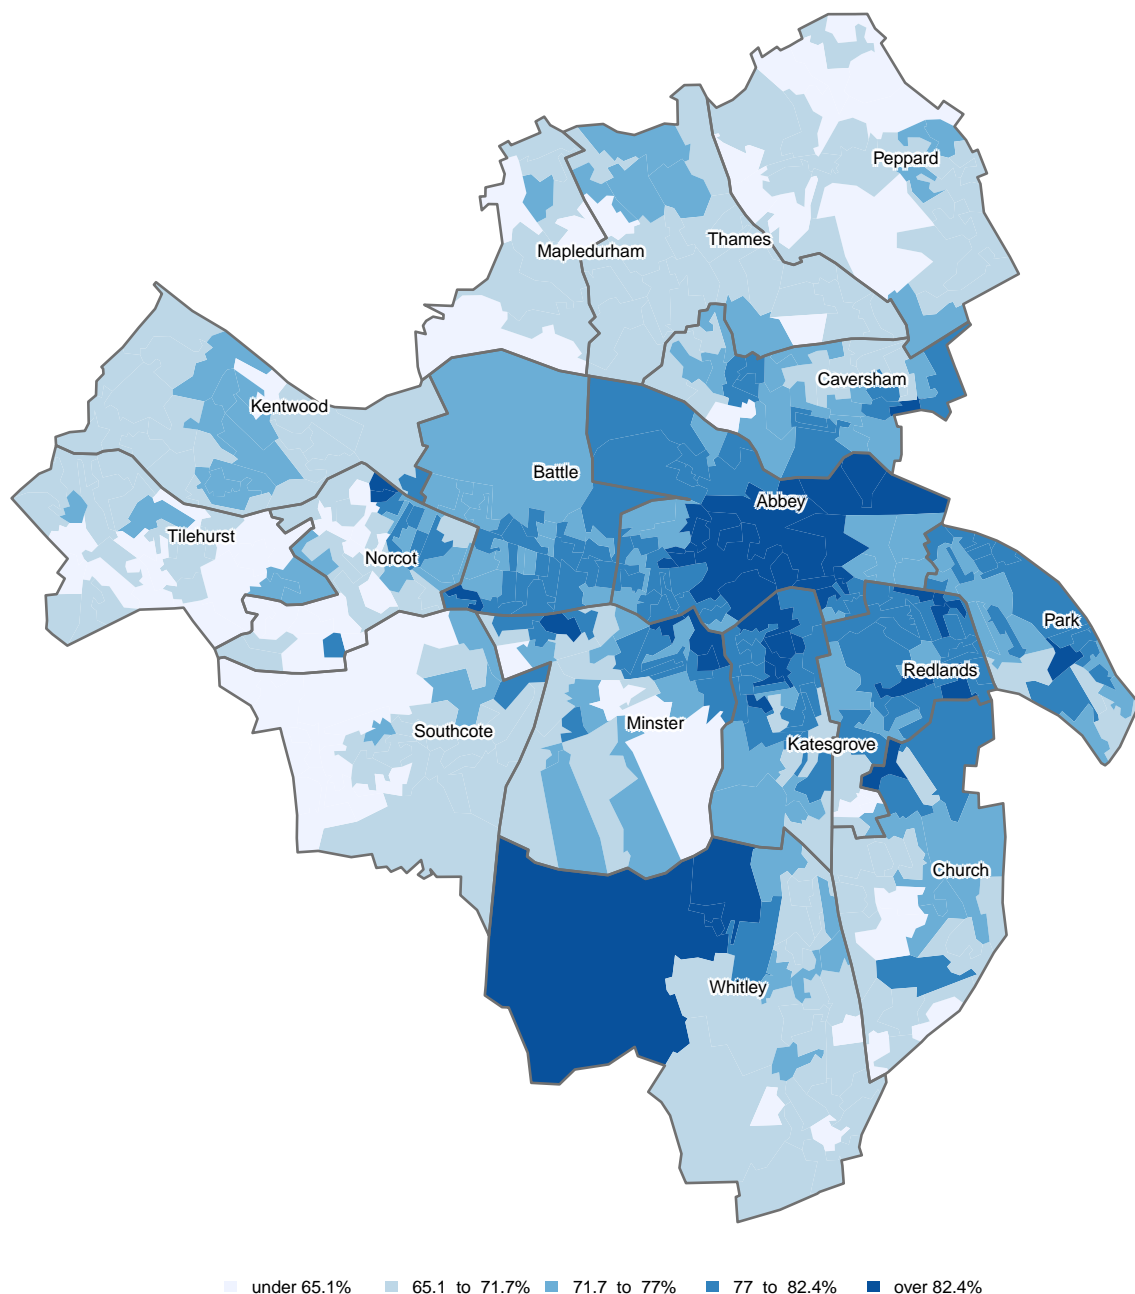 Peppard
Thames
Mapledurham
Caversham
Kentwood
Battle
Abbey
Tilehurst
Norcot
Park
Redlands
Minster
Southcote
Katesgrove
Church
Whitley
under 65.1% 65.1 to 71.7% 71.7 to 77% 77 to 82.4% over 82.4%